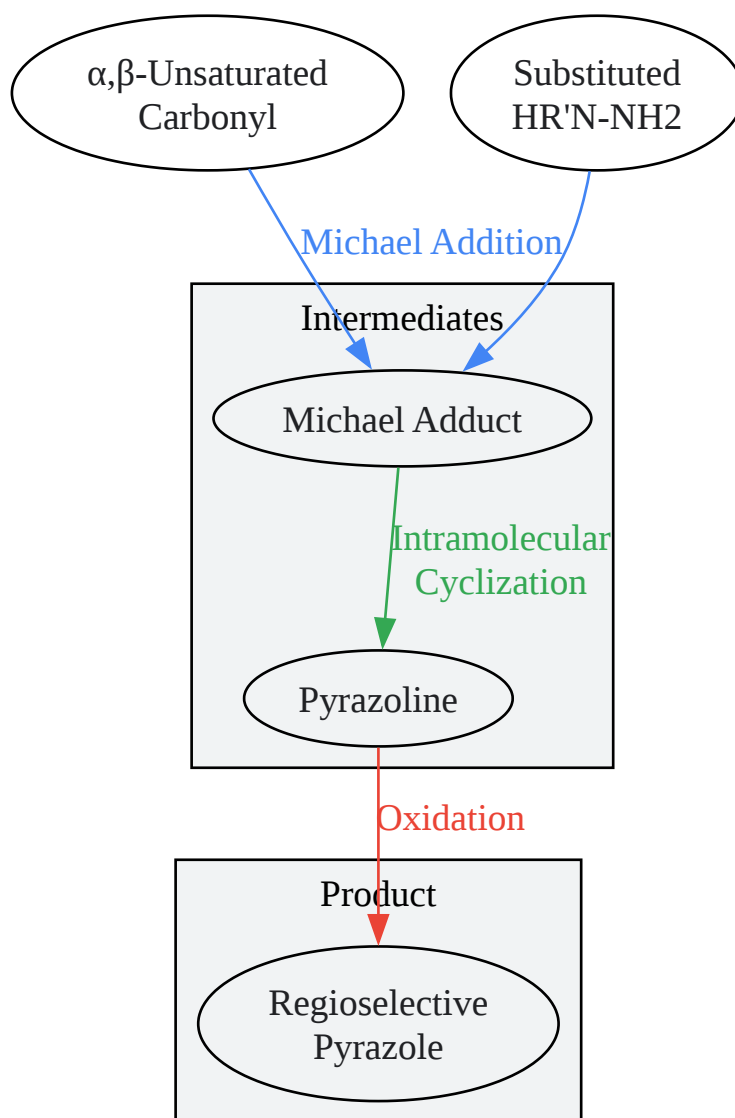 α,β-Unsaturated
Carbonyl
Substituted
HR'N-NH2
Michael Addition
Intermediates
Michael Adduct
Intramolecular
Cyclization
Pyrazoline
Oxidation
Product
Regioselective
Pyrazole